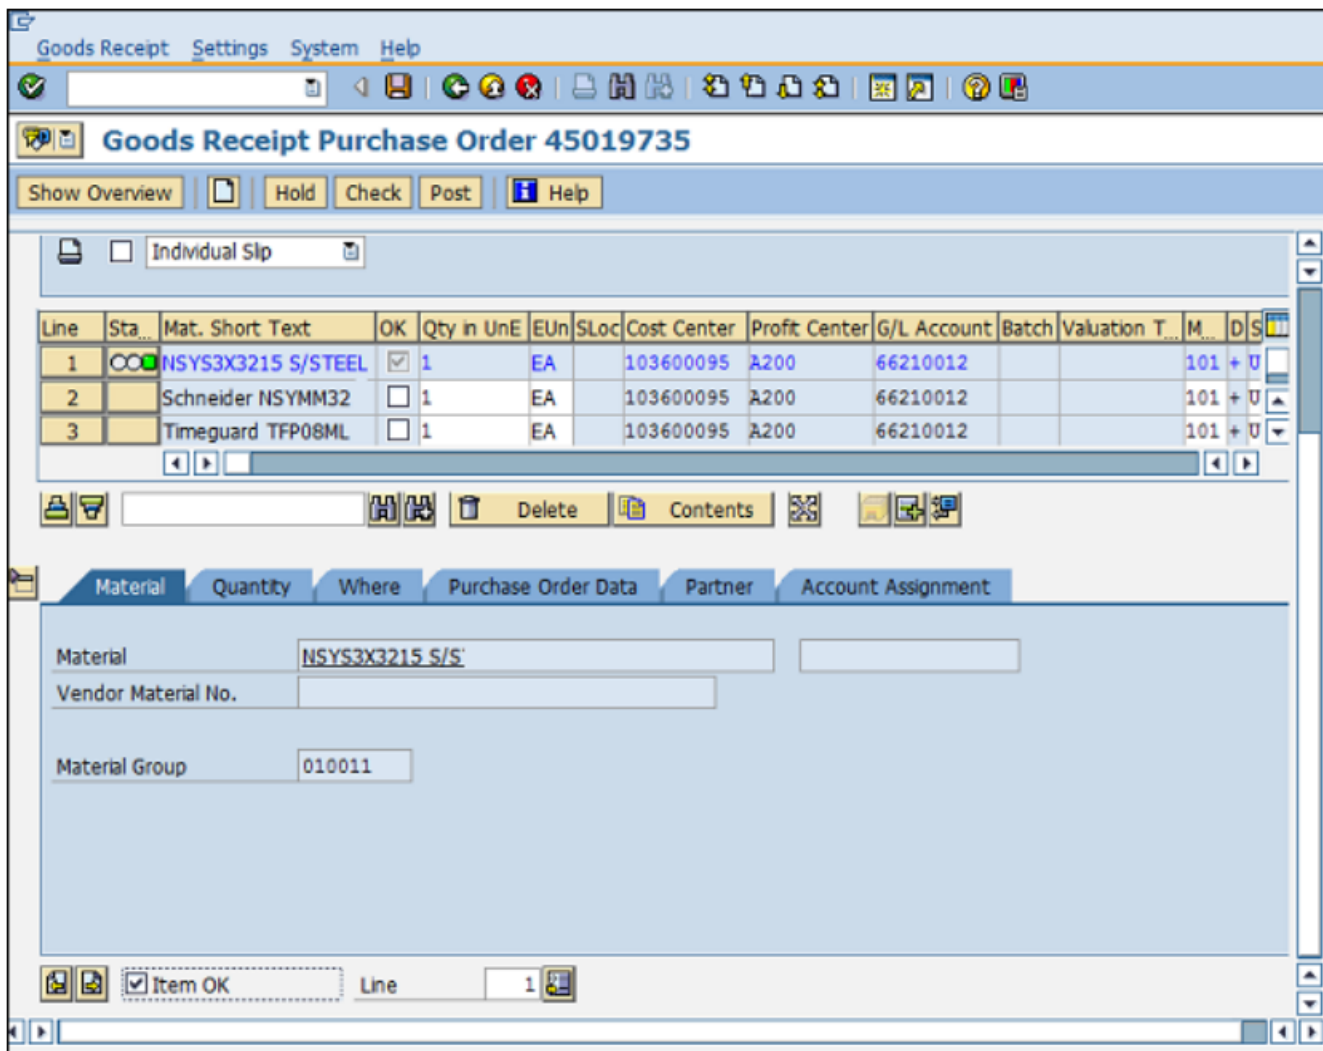 Goods Receipt Settings System Help
Goods Receipt Purchase Order 45019735
Show Overview Hold Check Post Help
Individual Slip
Line Sta... Mat. Short Text OK Qty in UnE EUn SLoc Cost Center Profit Center G/L Account Batch Valuation T... M... D S
1 NSYS3X3215 S/STEEL 1 EA 103600095 A200 66210012 101 + U
2 Schneider NSYMM32 1 EA 103600095 A200 66210012 101 + U
3 Timeguard TFP08ML 1 EA 103600095 A200 66210012 101 + U
Delete Contents
Material Quantity Where Purchase Order Data Partner Account Assignment
Material NSYS3X3215 S/S
Vendor Material No.
Material Group 010011
Item OK Line 1